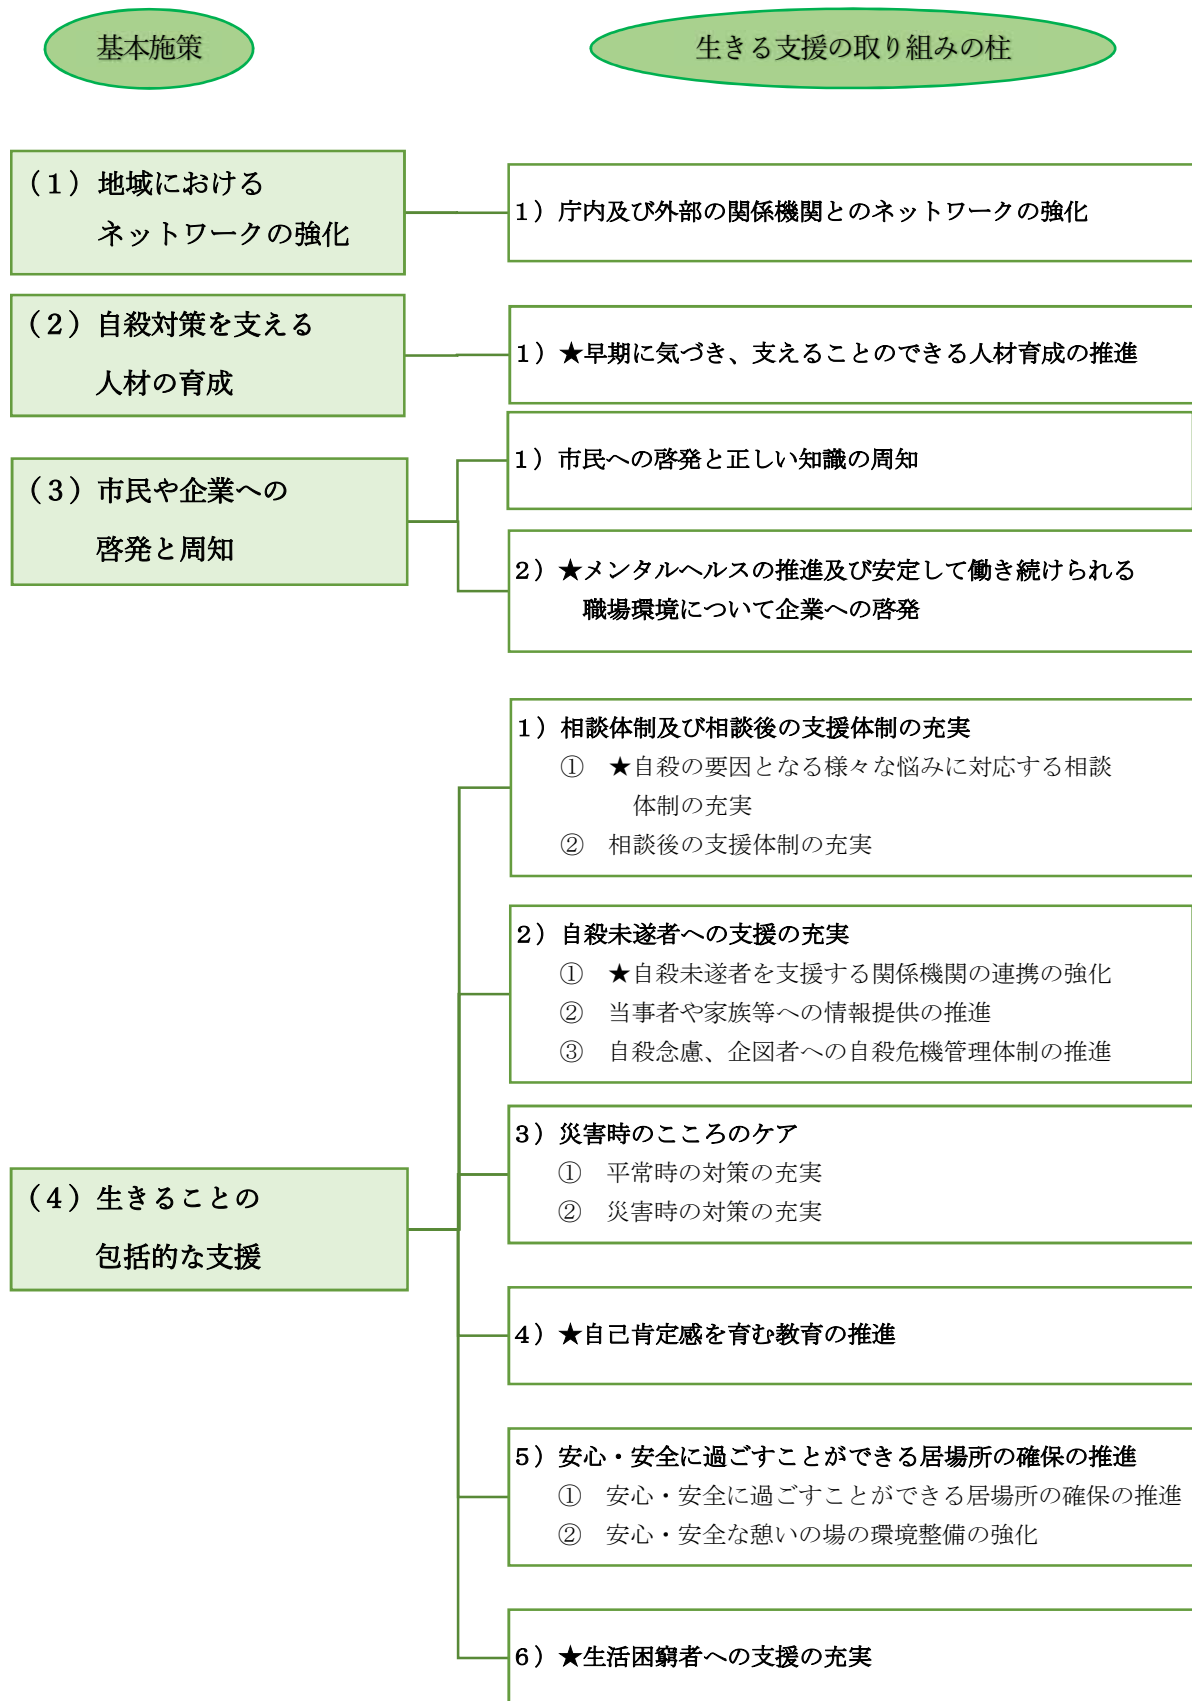 基本施策
生きる支援の取り組みの柱
（１）地域における
ネットワークの強化
１）庁内及び外部の関係機関とのネットワークの強化
（２）自殺対策を支える
人材の育成
１）★早期に気づき、支えることのできる人材育成の推進
（３）市民や企業への
啓発と周知
１）市民への啓発と正しい知識の周知
２）★メンタルヘルスの推進及び安定して働き続けられる
職場環境について企業への啓発
（４）生きることの
包括的な支援
１）相談体制及び相談後の支援体制の充実
①　★自殺の要因となる様々な悩みに対応する相談
体制の充実
②　相談後の支援体制の充実
２）自殺未遂者への支援の充実
①　★自殺未遂者を支援する関係機関の連携の強化
②　当事者や家族等への情報提供の推進
③　自殺念慮、企図者への自殺危機管理体制の推進
３）災害時のこころのケア
①　平常時の対策の充実
②　災害時の対策の充実
４）★自己肯定感を育む教育の推進
５）安心・安全に過ごすことができる居場所の確保の推進
①　安心・安全に過ごすことができる居場所の確保の推進
②　安心・安全な憩いの場の環境整備の強化
６）★生活困窮者への支援の充実